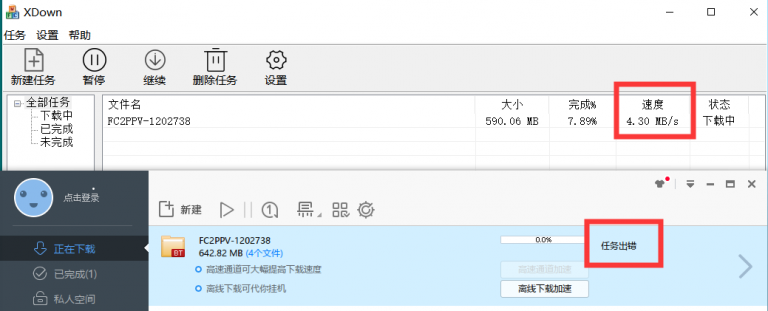 XDown
任务 设置 帮助
新建任务 暂停 继续 删除任务 设置
全部任务
下载中
已完成
未完成
文件名 大小 完成% 速度 状态
FC2PPV-1202738 590.06 MB 7.89% 4.30 MB/s 下载中
点击登录
正在下载
已完成(1)
私人空间
新建
FC2PPV-1202738
642.82 MB (4个文件)
BT
0.0%
任务出错
高速通道可大幅提高下载速度
高速通道加速
离线下载可代你挂机
离线下载加速